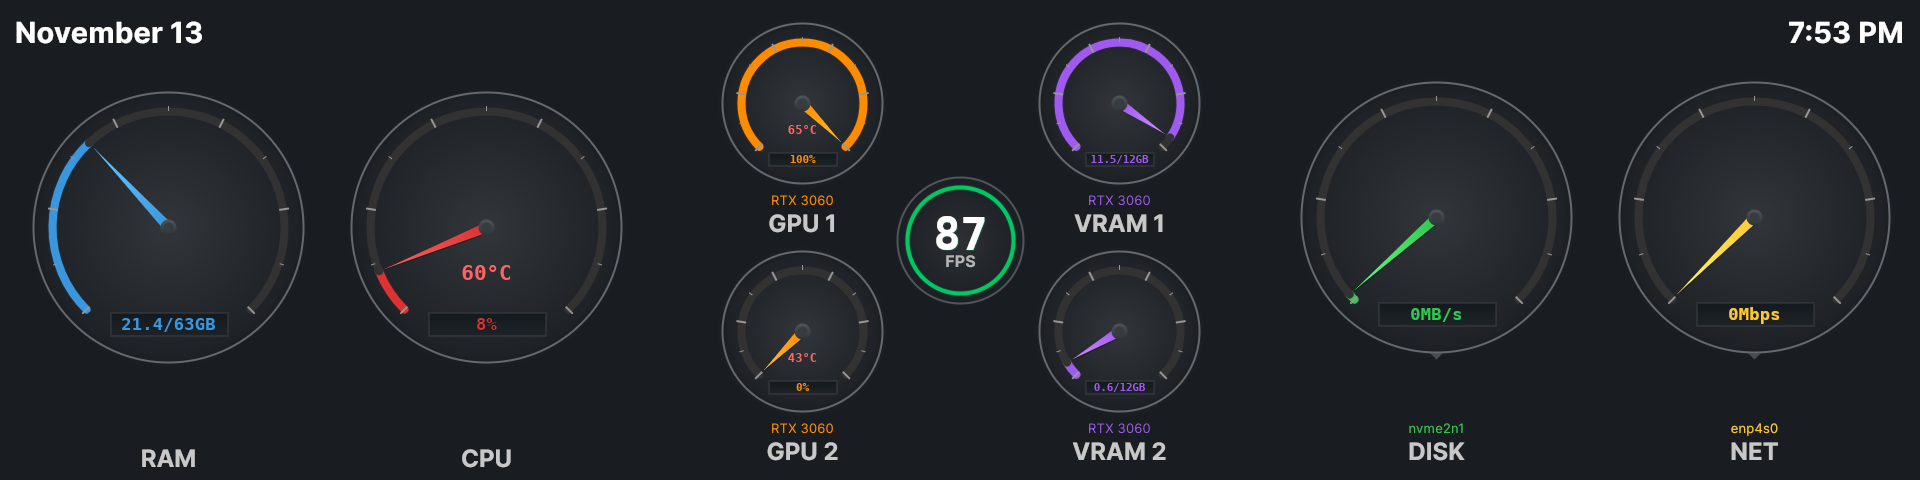 November 13
7:53 PM
21.4/63GB
RAM
60°C
8%
CPU
65°C
100%
RTX 3060
GPU 1
11.5/12GB
RTX 3060
VRAM 1
87
FPS
43°C
0%
RTX 3060
GPU 2
0.6/12GB
RTX 3060
VRAM 2
0MB/s
nvme2n1
DISK
0Mbps
enp4s0
NET